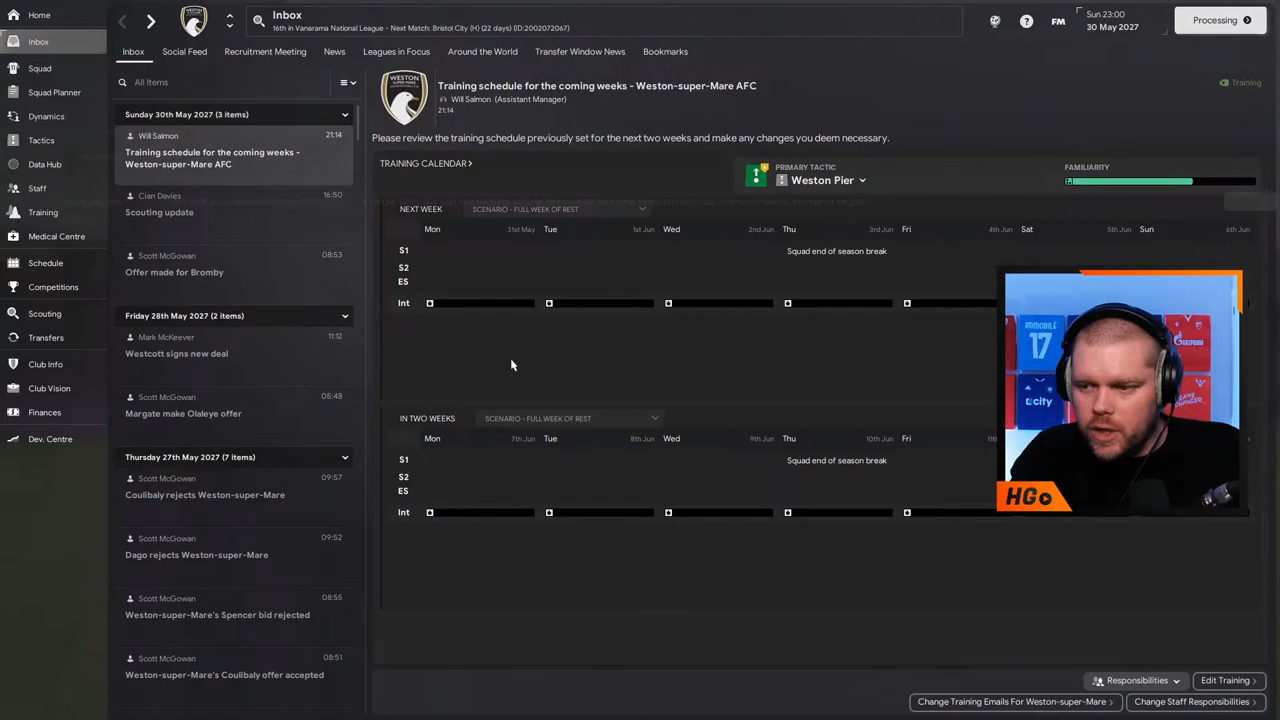 Home
Inbox
Squad
Squad Planner
Dynamics
Tactics
Data Hub
Staff
Training
Medical Centre
Schedule
Competitions
Scouting
Transfers
Club Info
Club Vision
Finances
Dev. Centre
Inbox
16th in Vanarama National League - Next Match: Bristol City (H) (22 days) (ID:2002072067)
FM
Sun 23:00
30 May 2027
Processing
Inbox Social Feed Recruitment Meeting News Leagues in Focus Around the World Transfer Window News Bookmarks
All Items
Sunday 30th May 2027 (3 items)
Will Salmon 21:14
Training schedule for the coming weeks -
Weston-super-Mare AFC
Cian Davies 16:50
Scouting update
Scott McGowan 08:53
Offer made for Bromby
Friday 28th May 2027 (2 items)
Mark McKeever 11:12
Westcott signs new deal
Scott McGowan 05:48
Margate make Olaleye offer
Thursday 27th May 2027 (7 items)
Scott McGowan 09:57
Coulibaly rejects Weston-super-Mare
Scott McGowan 09:52
Dago rejects Weston-super-Mare
Scott McGowan 08:55
Weston-super-Mare's Spencer bid rejected
Scott McGowan 08:51
Weston-super-Mare's Coulibaly offer accepted
WESTON
Training schedule for the coming weeks - Weston-super-Mare AFC
Will Salmon (Assistant Manager)
21:14
Training
Please review the training schedule previously set for the next two weeks and make any changes you deem necessary.
TRAINING CALENDAR
PRIMARY TACTIC
Weston Pier
FAMILIARITY
NEXT WEEK SCENARIO - FULL WEEK OF REST
Mon 31st May Tue 1st Jun Wed 2nd Jun Thu 3rd Jun Fri 4th Jun Sat 5th Jun Sun 6th Jun
S1 Squad end of season break
S2
ES
Int
IN TWO WEEKS SCENARIO - FULL WEEK OF REST
Mon 7th Jun Tue 8th Jun Wed 9th Jun Thu 10th Jun Fri
S1 Squad end of season break
S2
ES
Int
IMMOBILE
17
GAZPROM
city
GAME CHANGER
HGo
Responsibilities
Edit Training
Change Training Emails For Weston-super-Mare
Change Staff Responsibilities